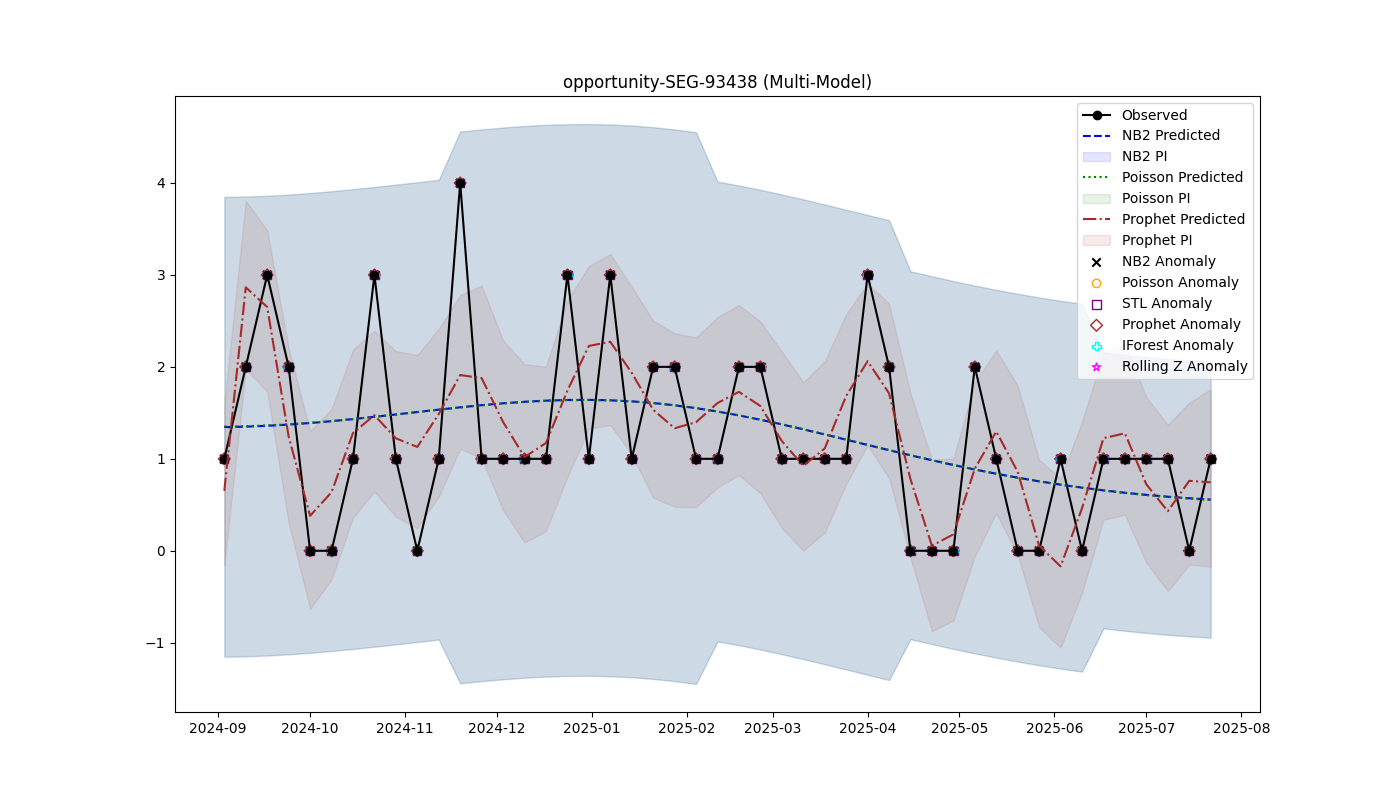 opportunity-SEG-93438 (Multi-Model)
Observed
NB2 Predicted
NB2 PI
Poisson Predicted
Poisson PI
Prophet Predicted
Prophet PI
NB2 Anomaly
Poisson Anomaly
STL Anomaly
Prophet Anomaly
IForest Anomaly
Rolling Z Anomaly
4
3
2
1
0
−1
2024-09 2024-10 2024-11 2024-12 2025-01 2025-02 2025-03 2025-04 2025-05 2025-06 2025-07 2025-08